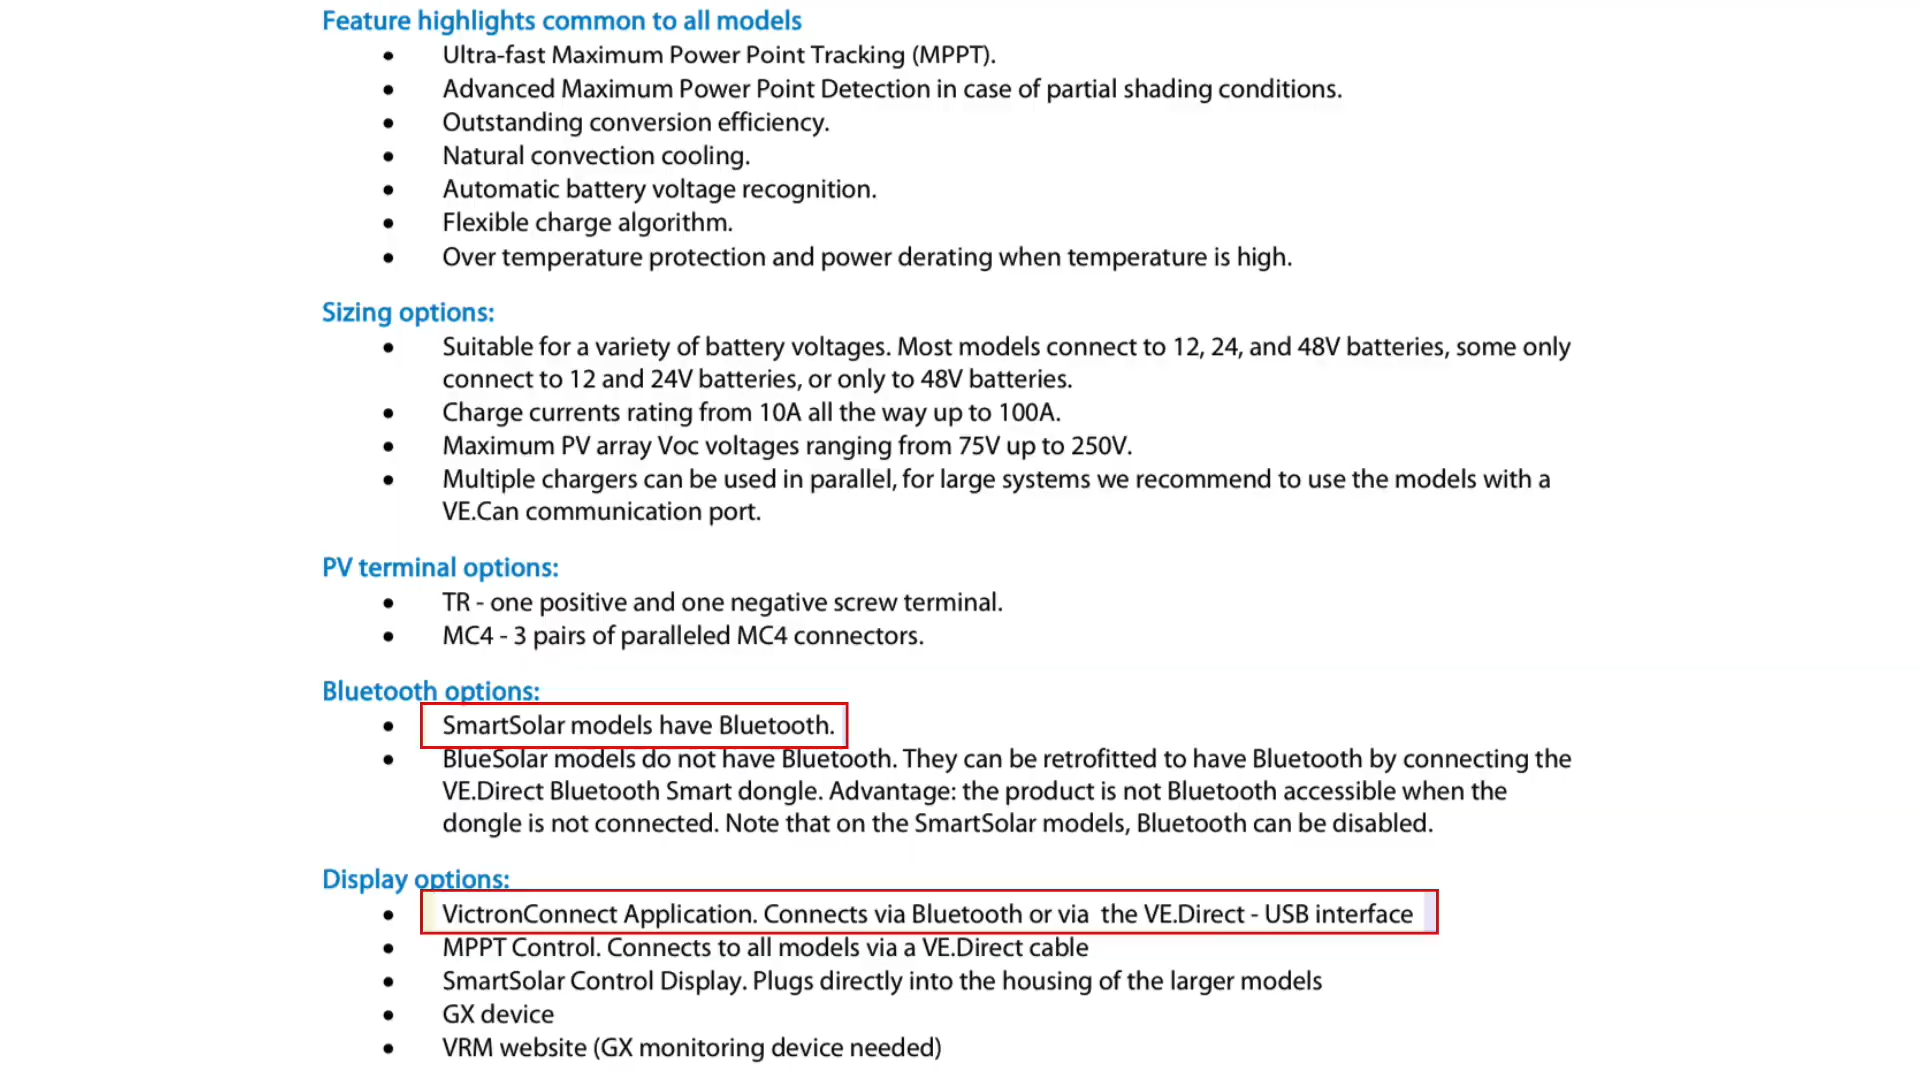 Feature highlights common to all models
• Ultra-fast Maximum Power Point Tracking (MPPT).
• Advanced Maximum Power Point Detection in case of partial shading conditions.
• Outstanding conversion efficiency.
• Natural convection cooling.
• Automatic battery voltage recognition.
• Flexible charge algorithm.
• Over temperature protection and power derating when temperature is high.
Sizing options:
• Suitable for a variety of battery voltages. Most models connect to 12, 24, and 48V batteries, some only
connect to 12 and 24V batteries, or only to 48V batteries.
• Charge currents rating from 10A all the way up to 100A.
• Maximum PV array Voc voltages ranging from 75V up to 250V.
• Multiple chargers can be used in parallel, for large systems we recommend to use the models with a
VE.Can communication port.
PV terminal options:
• TR - one positive and one negative screw terminal.
• MC4 - 3 pairs of paralleled MC4 connectors.
Bluetooth options:
• SmartSolar models have Bluetooth.
• BlueSolar models do not have Bluetooth. They can be retrofitted to have Bluetooth by connecting the
VE.Direct Bluetooth Smart dongle. Advantage: the product is not Bluetooth accessible when the
dongle is not connected. Note that on the SmartSolar models, Bluetooth can be disabled.
Display options:
• VictronConnect Application. Connects via Bluetooth or via the VE.Direct - USB interface
• MPPT Control. Connects to all models via a VE.Direct cable
• SmartSolar Control Display. Plugs directly into the housing of the larger models
• GX device
• VRM website (GX monitoring device needed)